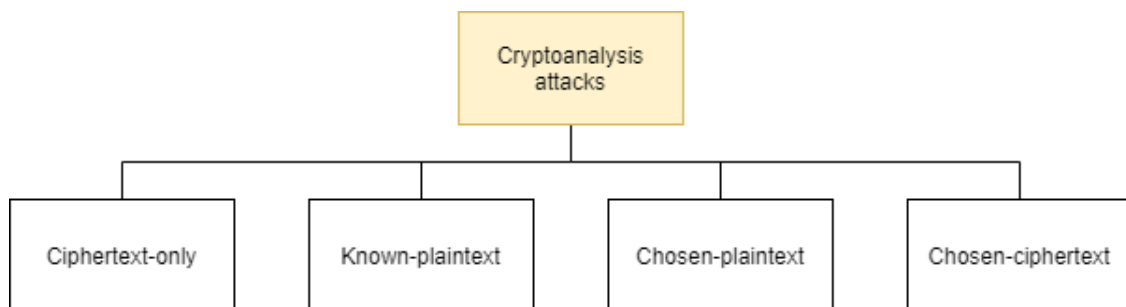 Cryptoanalysis
attacks
Ciphertext-only
Known-plaintext
Chosen-plaintext
Chosen-ciphertext